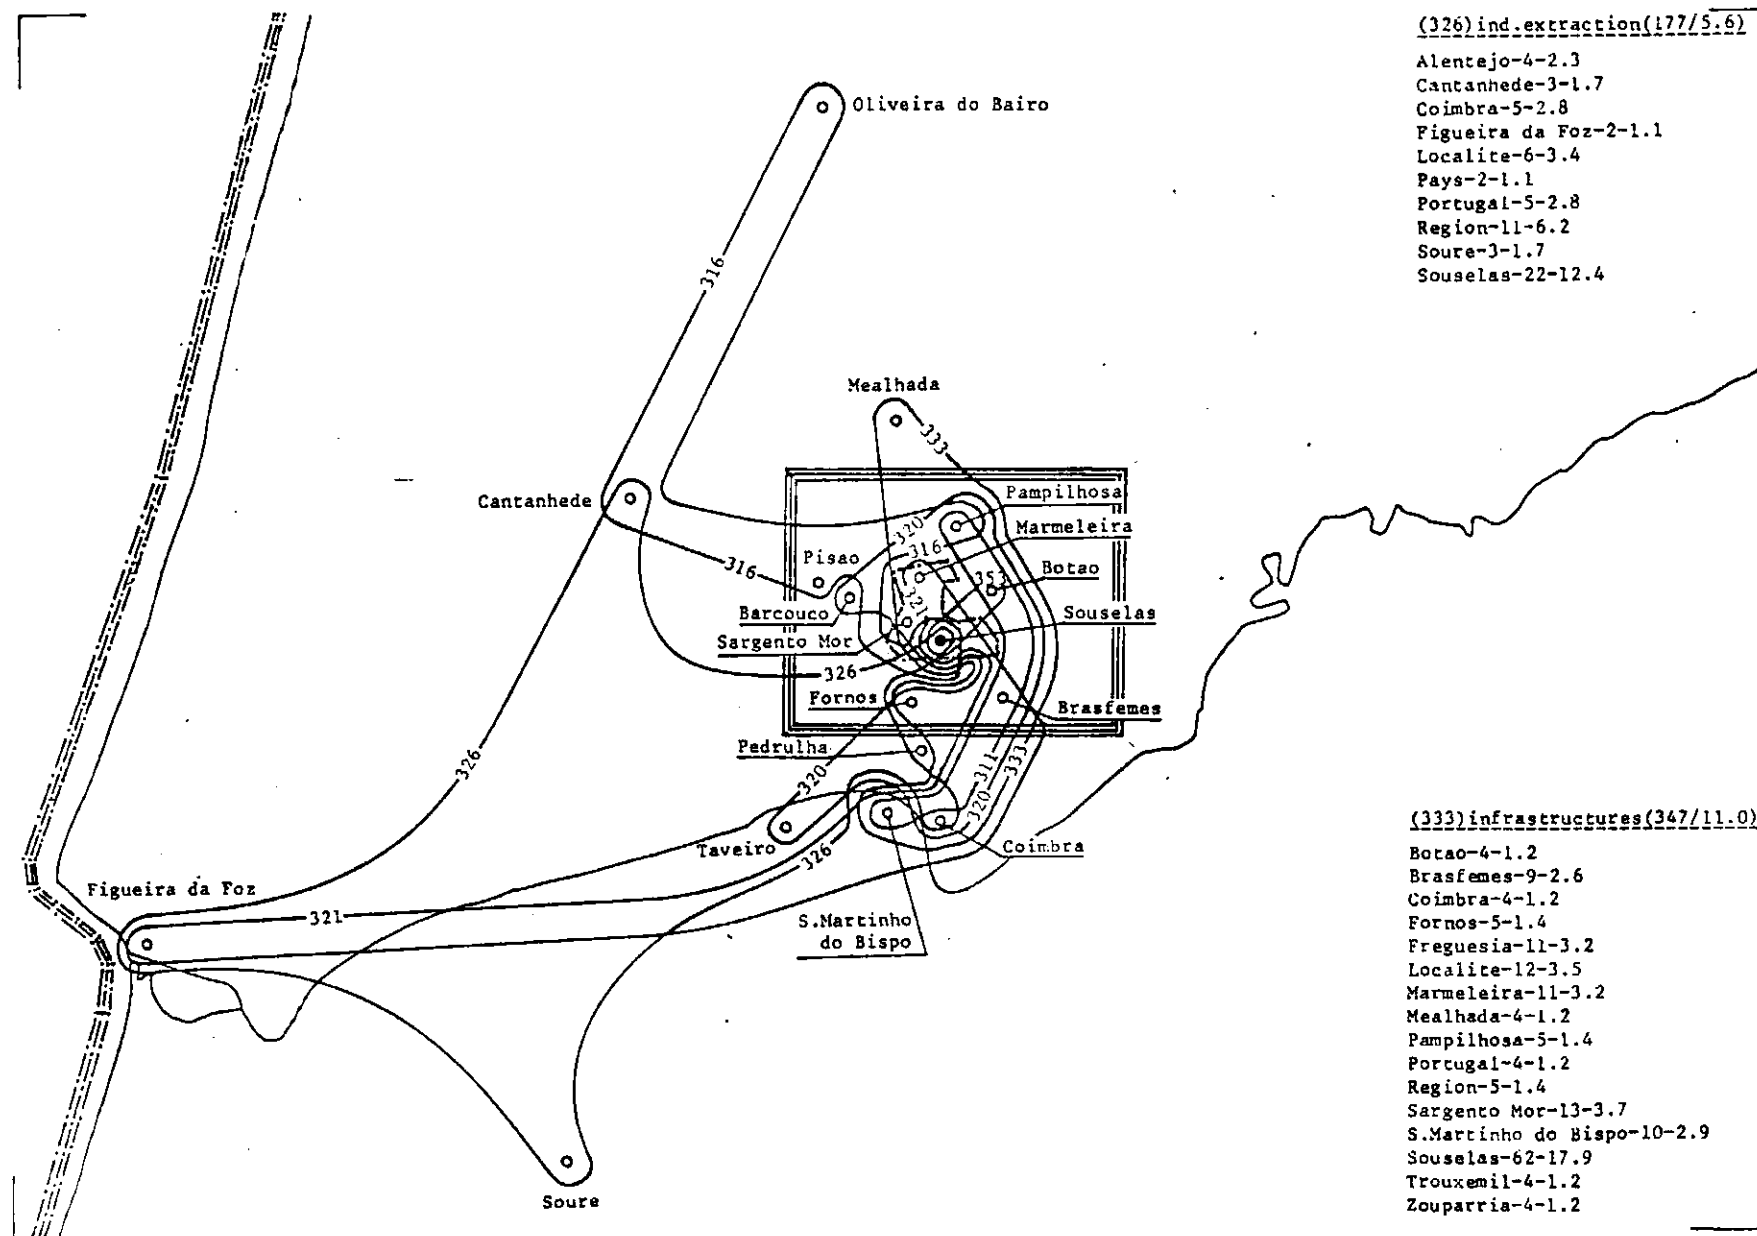 (326)ind.extraction(177/5.6)
Alentejo-4-2.3
Cantanhede-3-1.7
Coimbra-5-2.8
Figueira da Foz-2-1.1
Localite-6-3.4
Pays-2-1.1
Portugal-5-2.8
Region-11-6.2
Soure-3-1.7
Souselas-22-12.4
Oliveira do Bairo
316
Mealhada
333
Cantanhede
Pampilhosa
320
Marmeleira
316
Pisao
316
353
Botao
Barcouco
321
Souselas
Sargento Mor
326
Fornos
Brasfemes
Pedrulha
326
320
311
333
320
Taveiro
326
Coimbra
Figueira da Foz
321
S.Martinho
do Bispo
Soure
(333)infrastructures(347/11.0)
Botao-4-1.2
Brasfemes-9-2.6
Coimbra-4-1.2
Fornos-5-1.4
Freguesia-11-3.2
Localite-12-3.5
Marmeleira-11-3.2
Mealhada-4-1.2
Pampilhosa-5-1.4
Portugal-4-1.2
Region-5-1.4
Sargento Mor-13-3.7
S.Martinho do Bispo-10-2.9
Souselas-62-17.9
Trouxemil-4-1.2
Zouparria-4-1.2